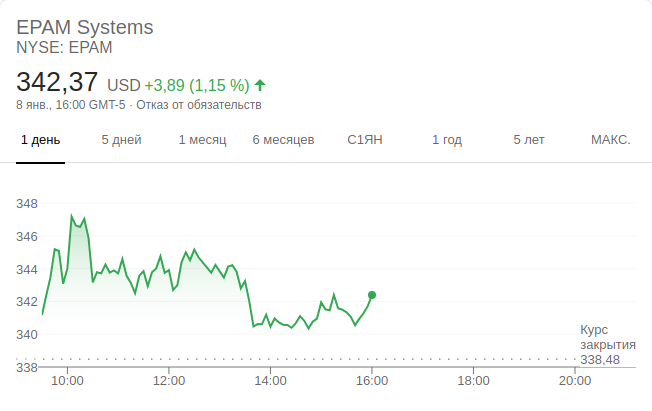 EPAM Systems
NYSE: EPAM
342,37 USD +3,89 (1,15 %)
8 янв., 16:00 GMT-5 · Отказ от обязательств
1 день 5 дней 1 месяц 6 месяцев С1ЯН 1 год 5 лет МАКС.
348
346
344
342
340
Курс
закрытия
338,48
338
10:00 12:00 14:00 16:00 18:00 20:00